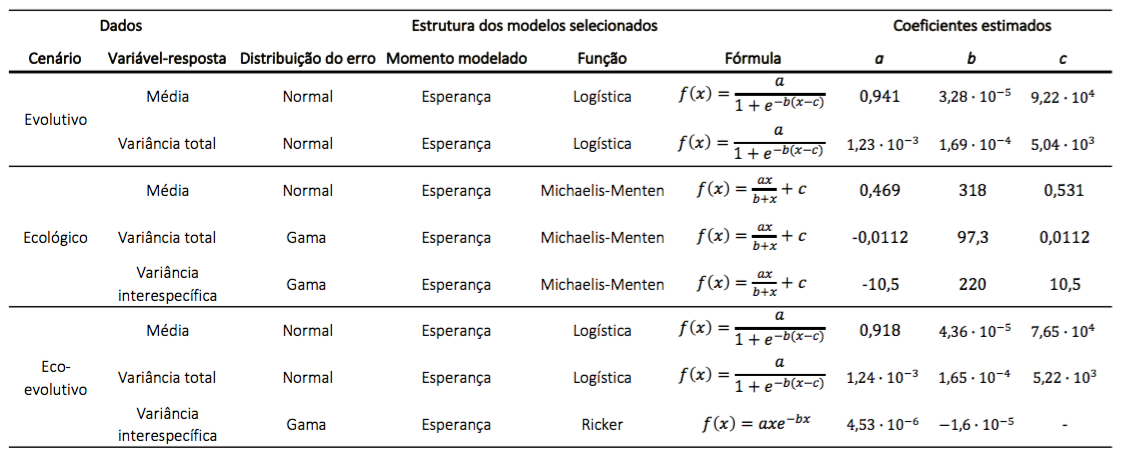 Dados Estrutura dos modelos selecionados Coeficientes estimados
Cenário Variável-resposta Distribuição do erro Momento modelado Função Fórmula a b c
Evolutivo
Média Normal Esperança Logística f(x) = a / (1 + e^−b(x−c)) 0,941 3,28 · 10^−5 9,22 · 10^4
Variância total Normal Esperança Logística f(x) = a / (1 + e^−b(x−c)) 1,23 · 10^−3 1,69 · 10^−4 5,04 · 10^3
Ecológico
Média Normal Esperança Michaelis-Menten f(x) = ax / (b+x) + c 0,469 318 0,531
Variância total Gama Esperança Michaelis-Menten f(x) = ax / (b+x) + c -0,0112 97,3 0,0112
Variância
interespecífica Gama Esperança Michaelis-Menten f(x) = ax / (b+x) + c -10,5 220 10,5
Eco-
evolutivo
Média Normal Esperança Logística f(x) = a / (1 + e^−b(x−c)) 0,918 4,36 · 10^−5 7,65 · 10^4
Variância total Normal Esperança Logística f(x) = a / (1 + e^−b(x−c)) 1,24 · 10^−3 1,65 · 10^−4 5,22 · 10^3
Variância
interespecífica Gama Esperança Ricker f(x) = axe^−bx 4,53 · 10^−6 −1,6 · 10^−5 -